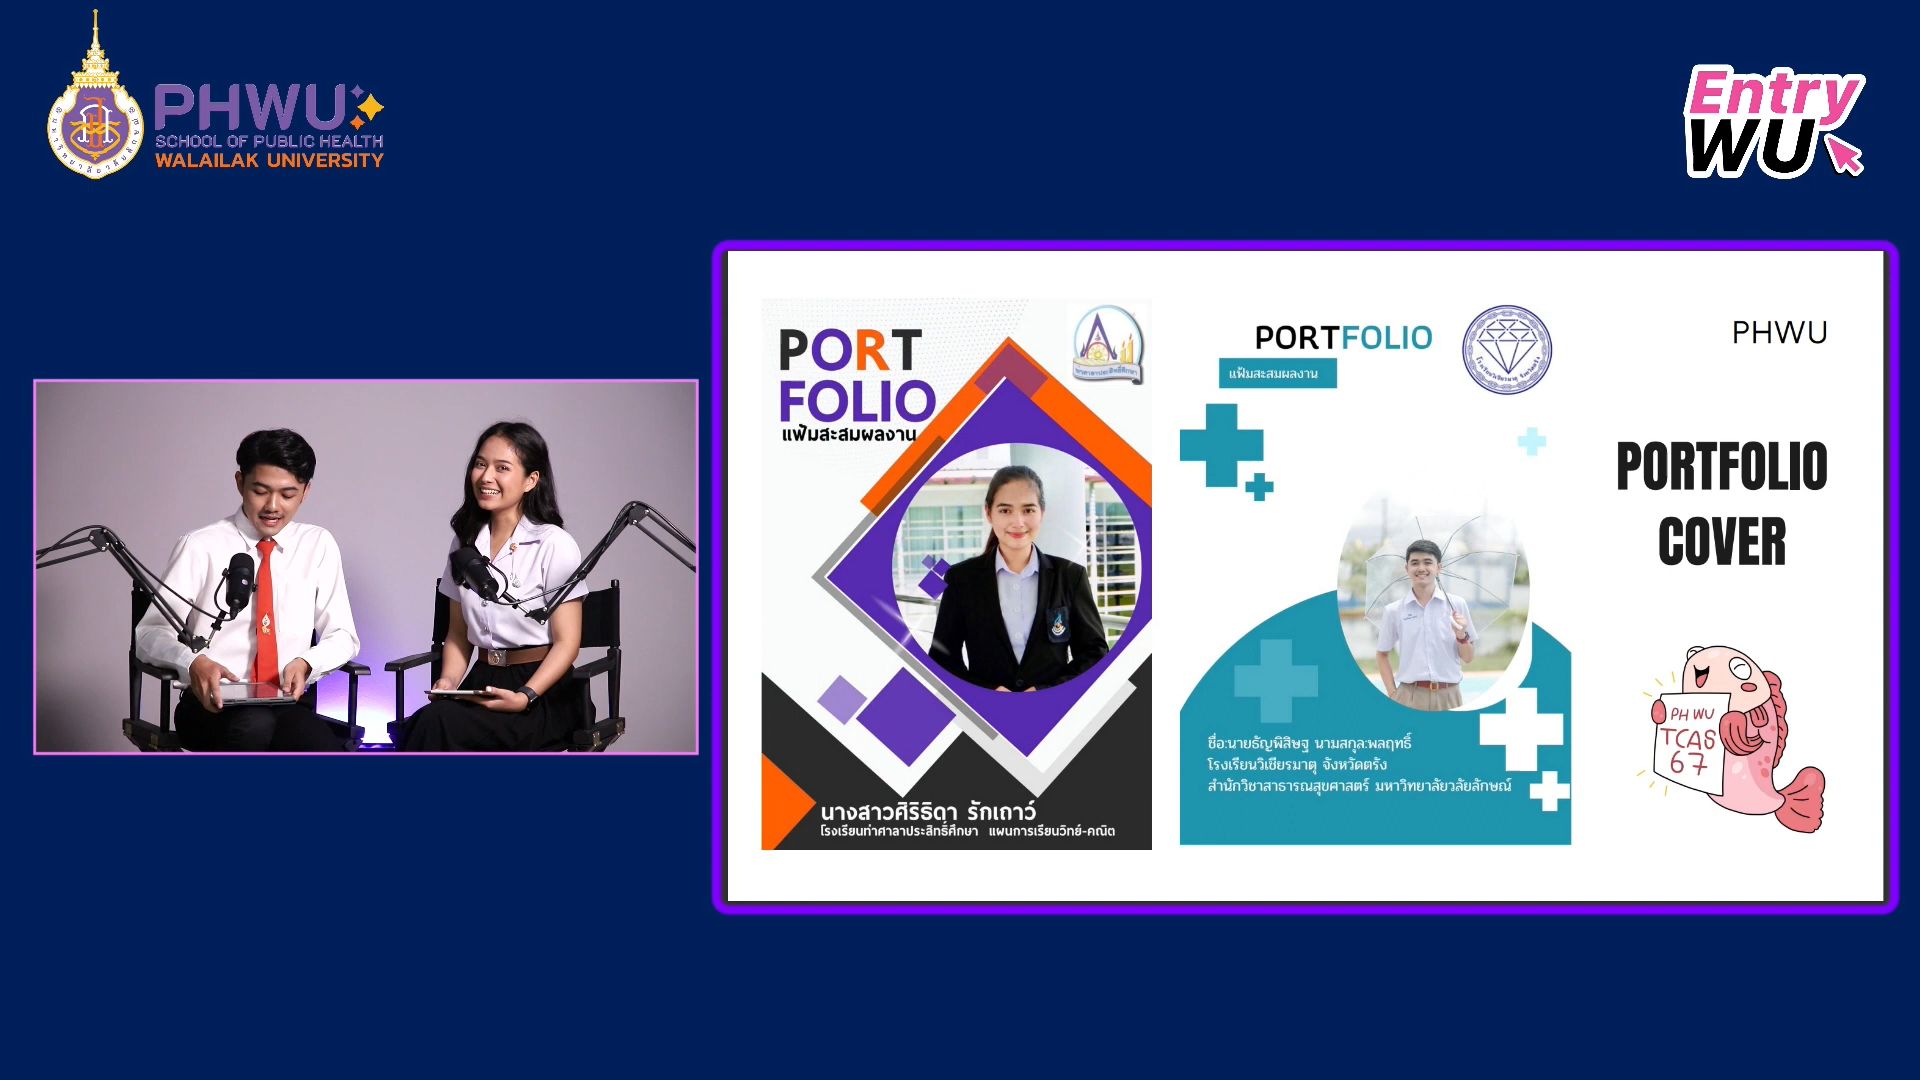 PHWU
SCHOOL OF PUBLIC HEALTH
WALAILAK UNIVERSITY
Entry
WU
PORT
FOLIO
แฟ้มสะสมผลงาน
นางสาวศิริธิดา รักเถาว์
โรงเรียนท่าศาลาประสิทธิ์ศึกษา แผนการเรียนวิทย์-คณิต
PORTFOLIO
แฟ้มสะสมผลงาน
ชื่อ:นายธัญพิสิษฐ นามสกุล:พลฤทธิ์
โรงเรียนวิเชียรมาตุ จังหวัดตรัง
สำนักวิชาสาธารณสุขศาสตร์ มหาวิทยาลัยวลัยลักษณ์
PHWU
PORTFOLIO
COVER
PH WU
TCAS
67